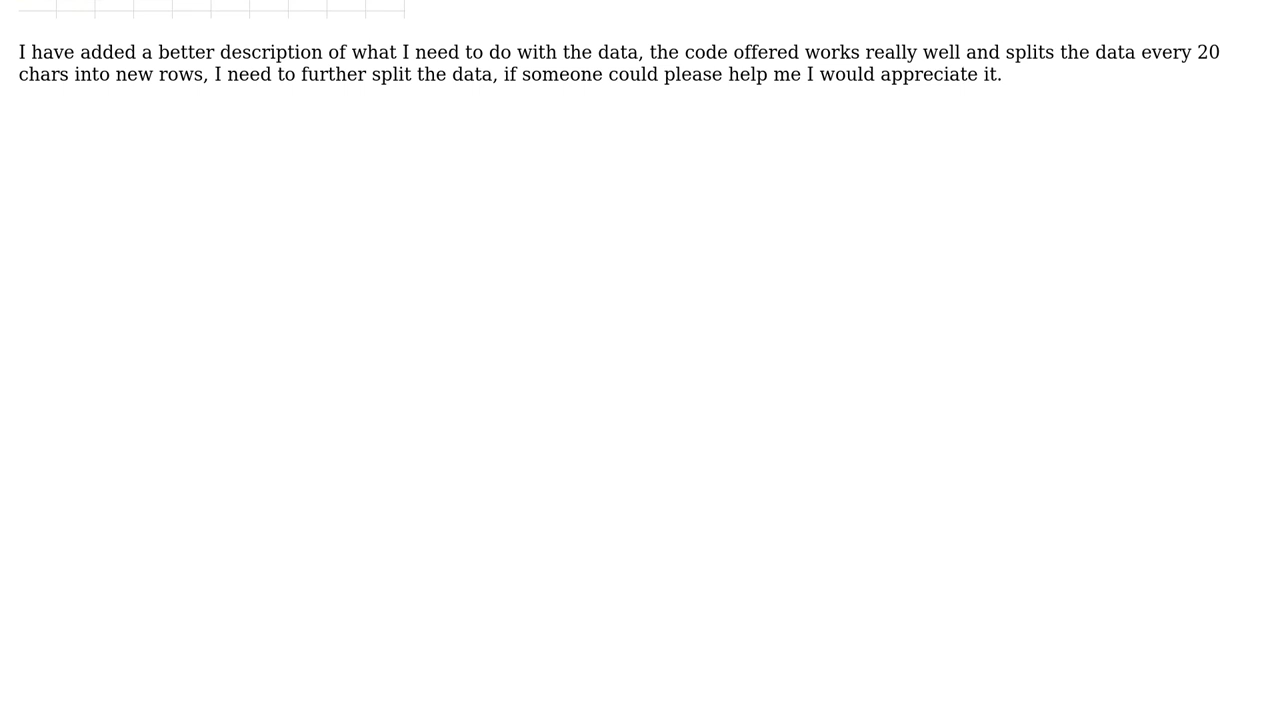 I have added a better description of what I need to do with the data, the code offered works really well and splits the data every 20
chars into new rows, I need to further split the data, if someone could please help me I would appreciate it.